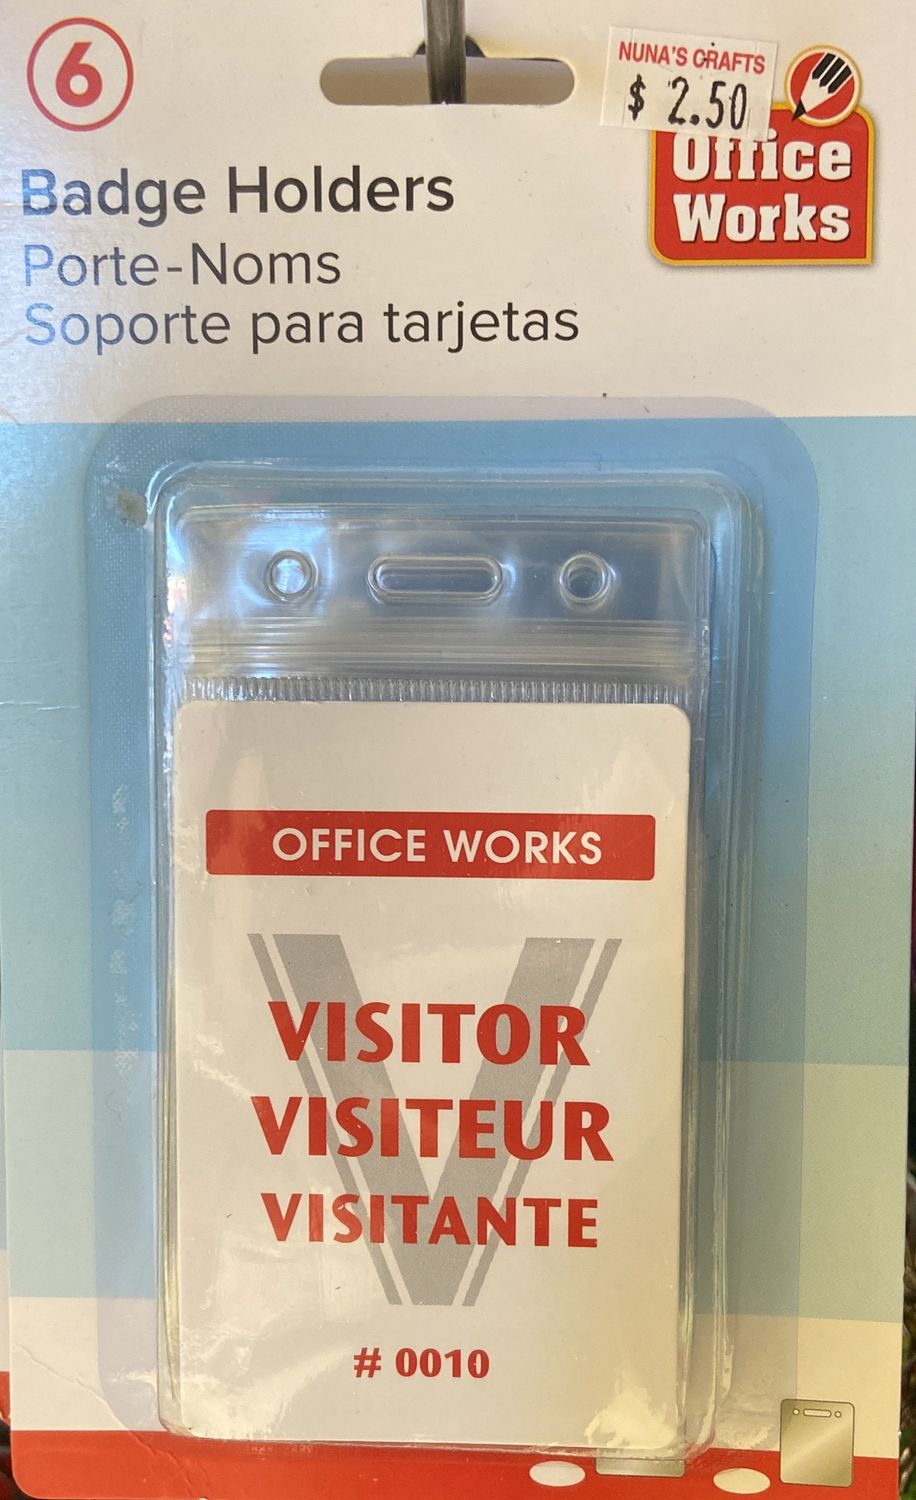 6
NUNA'S CRAFTS
$ 2.50
Office
Works
Badge Holders
Porte-Noms
Soporte para tarjetas
OFFICE WORKS
V
VISITOR
VISITEUR
VISITANTE
# 0010